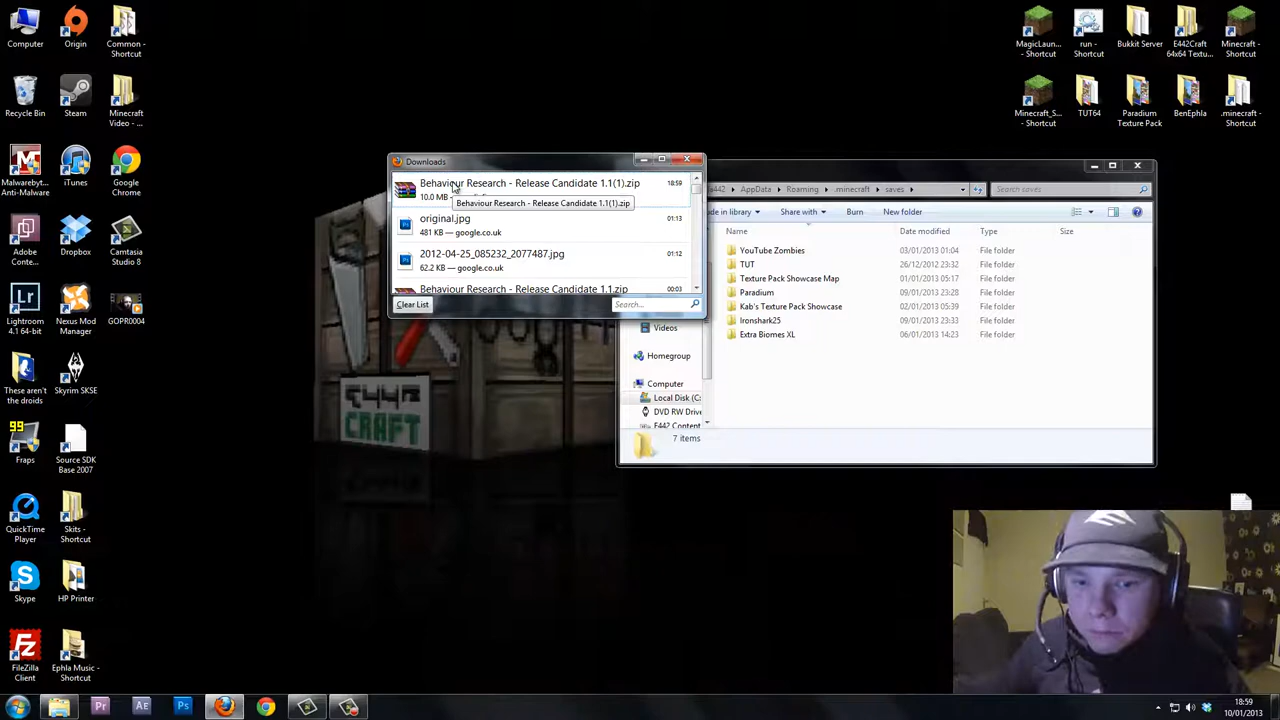 Computer
Origin
Common -
Shortcut
Recycle Bin
Steam
Minecraft
Video - ...
Malwarebyt...
Anti-Malware
iTunes
Google
Chrome
Adobe
Conte...
Dropbox
Camtasia
Studio 8
Lightroom
4.1 64-bit
Nexus Mod
Manager
GOPR0004
These aren't
the droids
Skyrim SKSE
99
Fraps
Source SDK
Base 2007
QuickTime
Player
Skits -
Shortcut
Skype
HP Printer
FileZilla
Client
Ephla Music -
Shortcut
MagicLaun...
- Shortcut
run -
Shortcut
Bukkit Server
E442Craft
64x64 Textu...
Minecraft -
Shortcut
Minecraft_S...
- Shortcut
TUT64
Paradium
Texture Pack
BenEphla
.minecraft
- Shortcut
Downloads
Behaviour Research - Release Candidate 1.1(1).zip
18:59
10.0 MB
Behaviour Research - Release Candidate 1.1(1).zip
original.jpg
01:13
481 KB — google.co.uk
2012-04-25_085232_2077487.jpg
01:12
62.2 KB — google.co.uk
Behaviour Research - Release Candidate 1.1.zip
00:03
Clear List
Search...
AppData
Roaming
.minecraft
saves
Search saves
Share with
Burn
New folder
Name
Date modified
Type
Size
YouTube Zombies 03/01/2013 01:04 File folder
TUT 26/12/2012 23:32 File folder
Texture Pack Showcase Map 01/01/2013 05:17 File folder
Paradium 09/01/2013 23:28 File folder
Kab's Texture Pack Showcase 02/01/2013 05:39 File folder
Ironshark25 09/01/2013 23:33 File folder
Extra Biomes XL 06/01/2013 14:23 File folder
Videos
Homegroup
Computer
Local Disk (C:
DVD RW Drive
E442 Content
7 items
CRAFT
18:59
10/01/2013